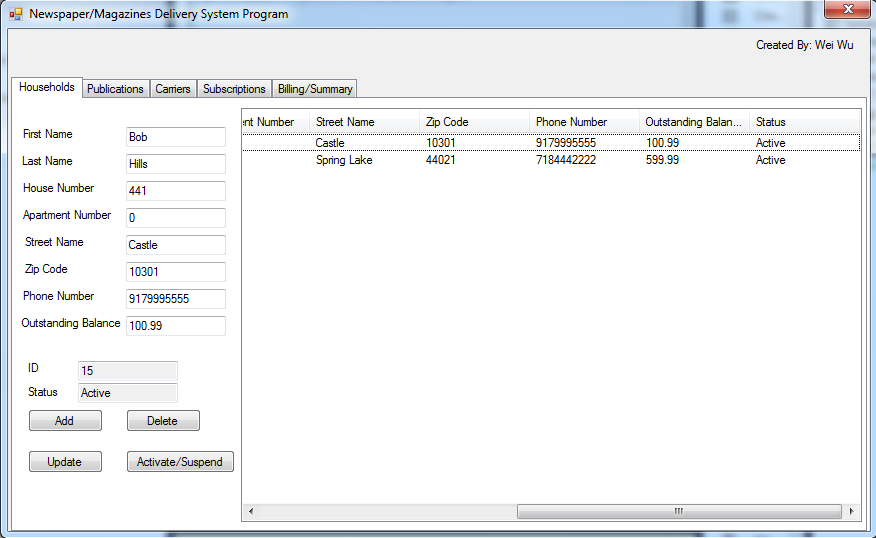 Newspaper/Magazines Delivery System Program
Created By: Wei Wu
Households Publications Carriers Subscriptions Billing/Summary
First Name Bob
Last Name Hills
House Number 441
Apartment Number 0
Street Name Castle
Zip Code 10301
Phone Number 9179995555
Outstanding Balance 100.99
ID 15
Status Active
Add Delete
Update Activate/Suspend
nt Number Street Name Zip Code Phone Number Outstanding Balan... Status
Castle 10301 9179995555 100.99 Active
Spring Lake 44021 7184442222 599.99 Active